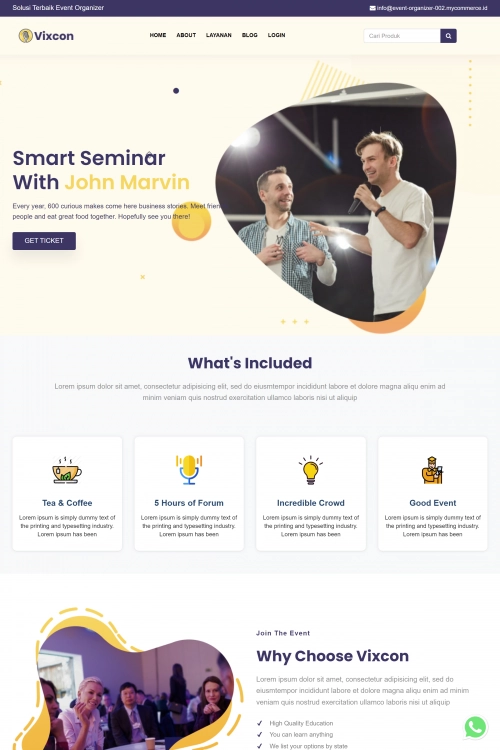 Solusi Terbaik Event Organizer
info@event-organizer-002.mycommerce.id
Vixcon
HOME ABOUT LAYANAN BLOG LOGIN
Cari Produk
Smart Seminar
With John Marvin
Every year, 600 curious makes come here business stories. Meet
people and eat great food together. Hopefully see you there!
GET TICKET
What's Included
Lorem ipsum dolor sit amet, consectetur adipisicing elit, sed do eiusmtempor incididunt labore et dolore magna aliqu enim ad
minim veniam quis nostrud exercitation ullamco laboris nisi ut aliquip
Tea & Coffee
Lorem ipsum is simply dummy text of
the printing and typesetting industry.
Lorem ipsum has been
5 Hours of Forum
Lorem ipsum is simply dummy text of
the printing and typesetting industry.
Lorem ipsum has been
Incredible Crowd
Lorem ipsum is simply dummy text of
the printing and typesetting industry.
Lorem ipsum has been
Good Event
Lorem ipsum is simply dummy text of
the printing and typesetting industry.
Lorem ipsum has been
Join The Event
Why Choose Vixcon
Lorem ipsum dolor sit amet, consectetur adipisicing elit, sed do
eiusmtempor incididunt labore et dolore magna aliqu enim ad minim
veniam quis nostrud exercitation ullamco laboris nisi ut aliquip
High Quality Education
You can learn anything
We list your options by state